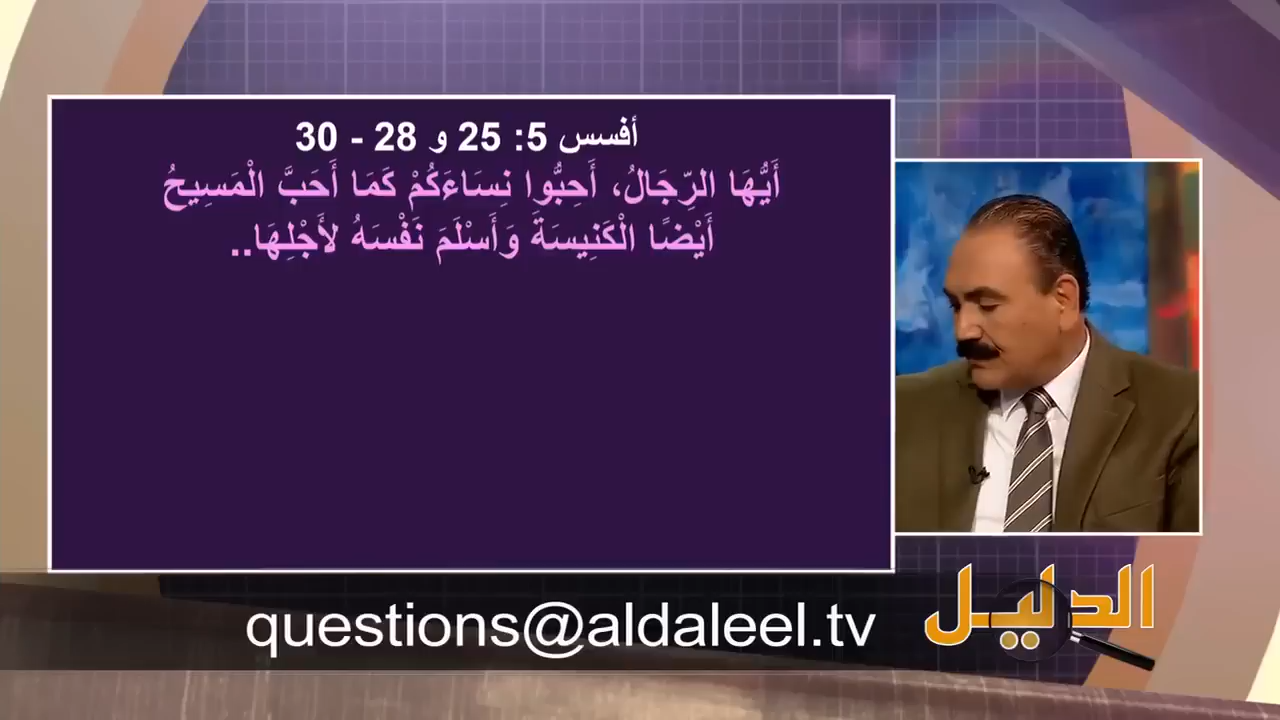 أفسس 5: 25 و 28 - 30
أَيُّهَا الرِّجَالُ، أَحِبُّوا نِسَاءَكُمْ كَمَا أَحَبَّ الْمَسِيحُ
أَيْضًا الْكَنِيسَةَ وَأَسْلَمَ نَفْسَهُ لأَجْلِهَا..
questions@aldaleel.tv
الدليل